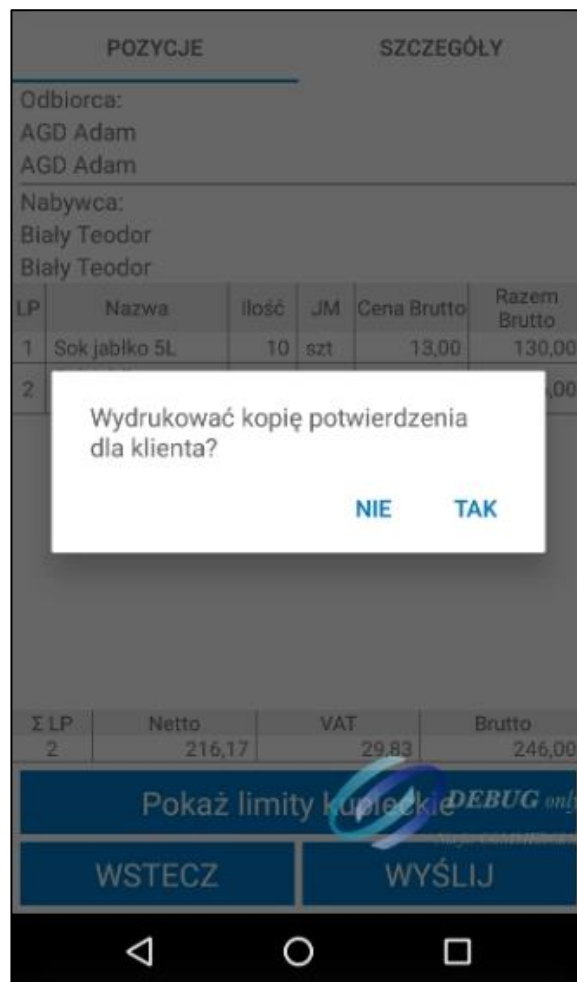 POZYCJE SZCZEGÓŁY
Odbiorca:
AGD Adam
AGD Adam
Nabywca:
Biały Teodor
Biały Teodor
LP Nazwa Ilość JM Cena Brutto Razem Brutto
1 Sok jabłko 5L 10 szt 13,00 130,00
2 ,00
Wydrukować kopię potwierdzenia
dla klienta?
NIE TAK
Σ LP Netto VAT Brutto
2 216,17 29,83 246,00
Pokaż limity kupieckie
DEBUG only
WSTECZ WYŚLIJ